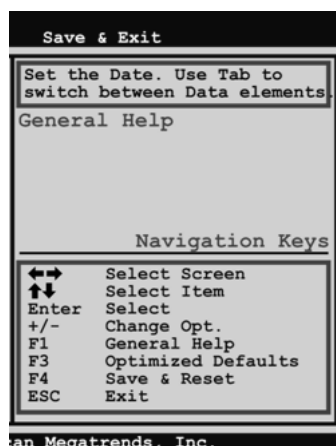 Save & Exit
Set the Date. Use Tab to
switch between Data elements.
General Help
Navigation Keys
←→ Select Screen
↑↓ Select Item
Enter Select
+/- Change Opt.
F1 General Help
F3 Optimized Defaults
F4 Save & Reset
ESC Exit
can Megatrends, Inc.